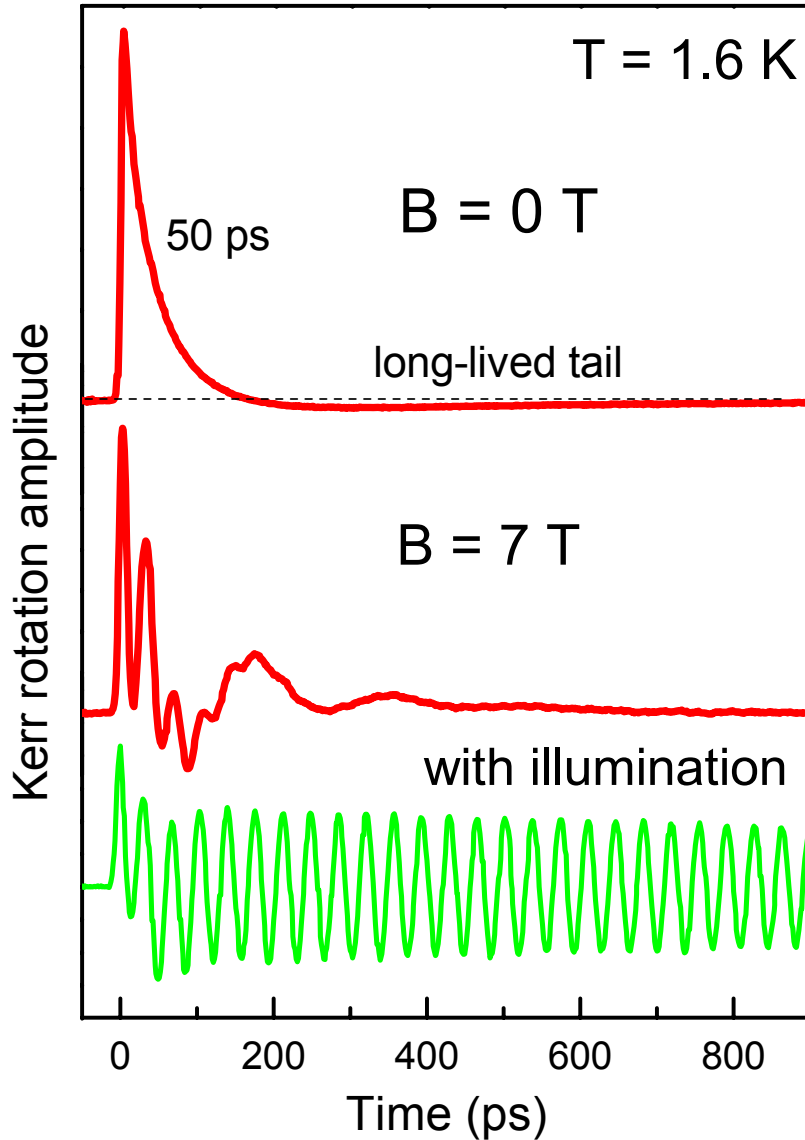 T = 1.6 K
B = 0 T
50 ps
long-lived tail
B = 7 T
with illumination
Kerr rotation amplitude
0 200 400 600 800
Time (ps)